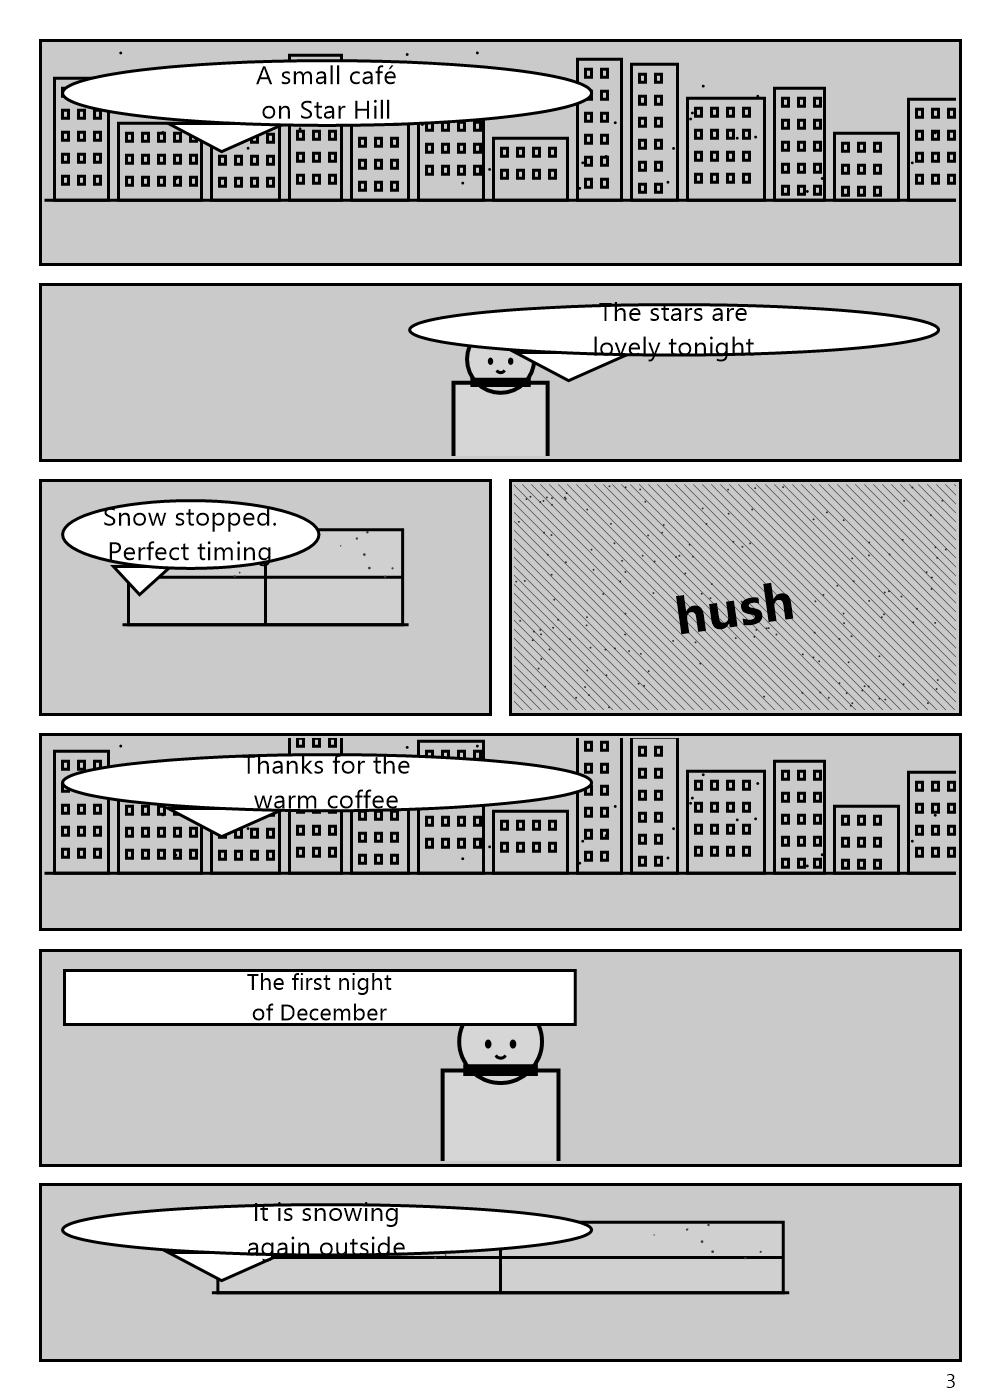 A small café
on Star Hill
The stars are
lovely tonight
Snow stopped.
Perfect timing
hush
Thanks for the
warm coffee
The first night
of December
It is snowing
again outside
3